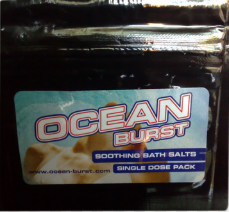 OCEAN
BURST
SOOTHING BATH SALTS
www.ocean-burst.com SINGLE DOSE PACK